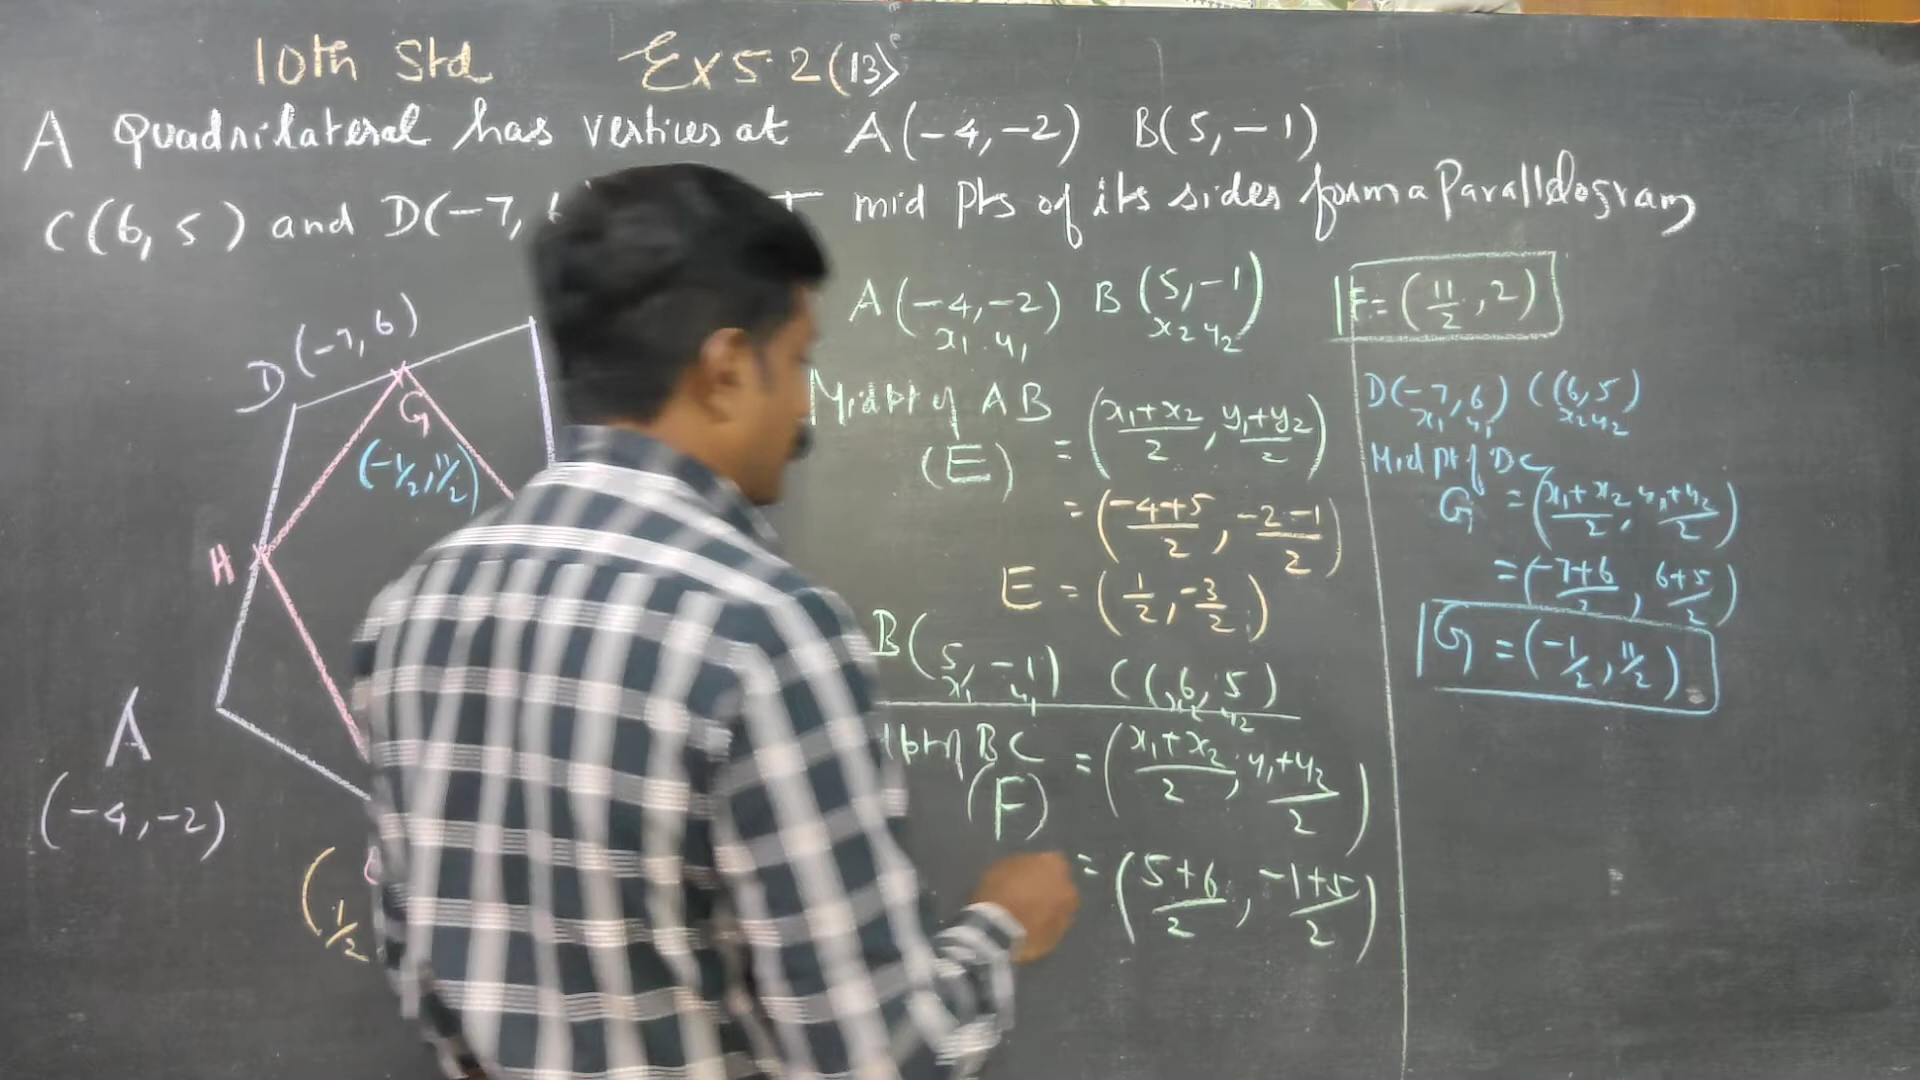 10th Std Ex 5.2 (13)
A Quadrilateral has vertices at A(-4,-2) B(5,-1)
C(6,5) and D(-7, mid pts of its sides form a Parallelogram
D(-7,6)
G
(-1/2, 11/2)
H
A
(-4,-2)
(1/2
A(-4,-2) B(5,-1)
x₁ y₁ x₂ y₂
Midpt of AB
(E) = ((x₁+x₂)/2, (y₁+y₂)/2)
= ((-4+5)/2, (-2-1)/2)
E = (1/2, -3/2)
B(5,-1) C(6,5)
x₁ y₁ x₂ y₂
pt of BC = ((x₁+x₂)/2, (y₁+y₂)/2)
(F)
= ((5+6)/2, (-1+5)/2)
F = (11/2, 2)
D(-7,6) C(6,5)
x₁ y₁ x₂ y₂
Mid pt of DC
G = ((x₁+x₂)/2, (y₁+y₂)/2)
= ((-7+6)/2, (6+5)/2)
G = (-1/2, 11/2)